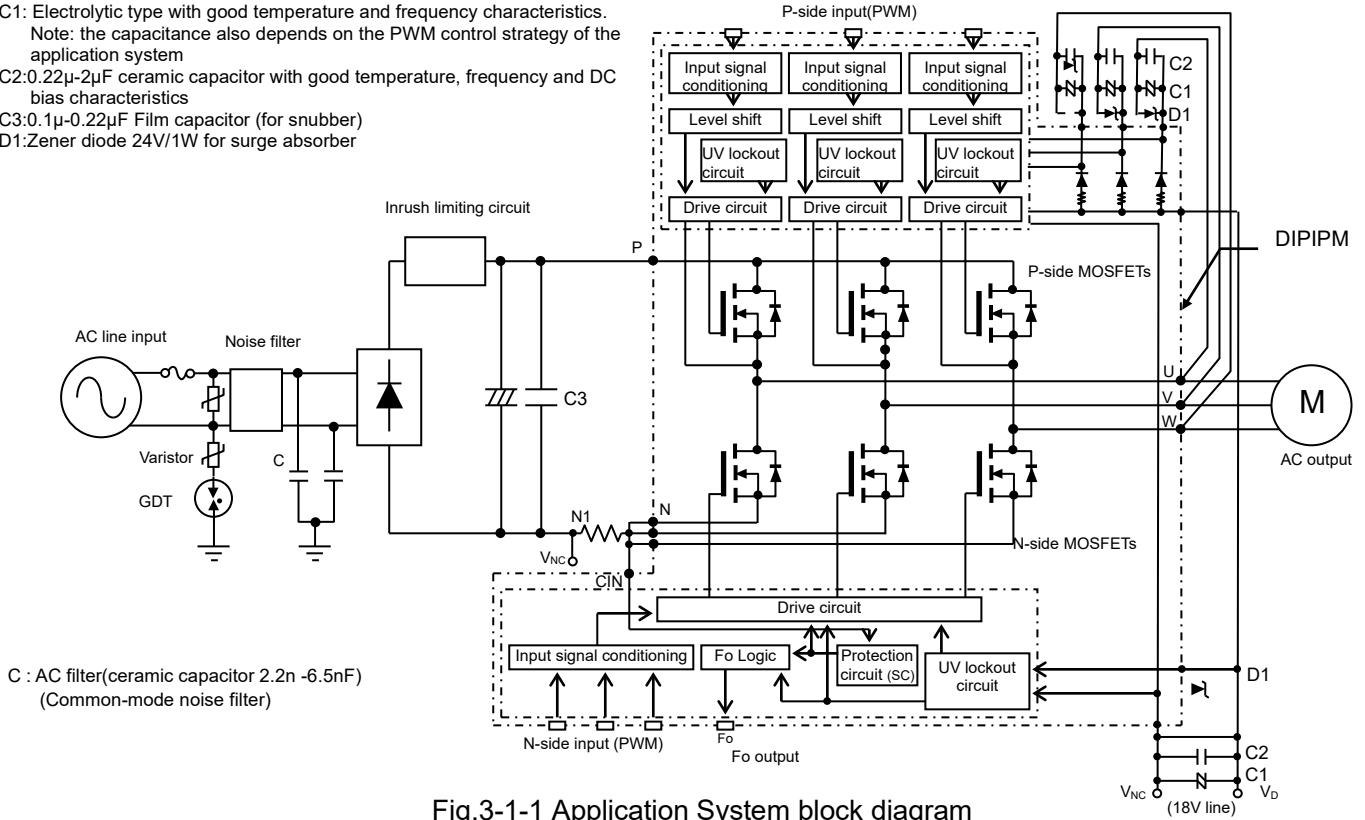 C1: Electrolytic type with good temperature and frequency characteristics.
Note: the capacitance also depends on the PWM control strategy of the
application system
C2:0.22μ-2μF ceramic capacitor with good temperature, frequency and DC
bias characteristics
C3:0.1μ-0.22μF Film capacitor (for snubber)
D1:Zener diode 24V/1W for surge absorber
P-side input(PWM)
Input signal
conditioning
Input signal
conditioning
Input signal
conditioning
Level shift
Level shift
Level shift
UV lockout
circuit
UV lockout
circuit
UV lockout
circuit
Drive circuit
Drive circuit
Drive circuit
C2
C1
D1
DIPIPM
Inrush limiting circuit
P
P-side MOSFETs
AC line input
Noise filter
C3
U
V
W
M
AC output
Varistor
C
GDT
N1
N
VNC
CIN
N-side MOSFETs
Drive circuit
Input signal conditioning
Fo Logic
Protection
circuit (SC)
UV lockout
circuit
D1
N-side input (PWM)
Fo
Fo output
C : AC filter(ceramic capacitor 2.2n -6.5nF)
(Common-mode noise filter)
C2
C1
VNC
VD
(18V line)
Fig.3-1-1 Application System block diagram